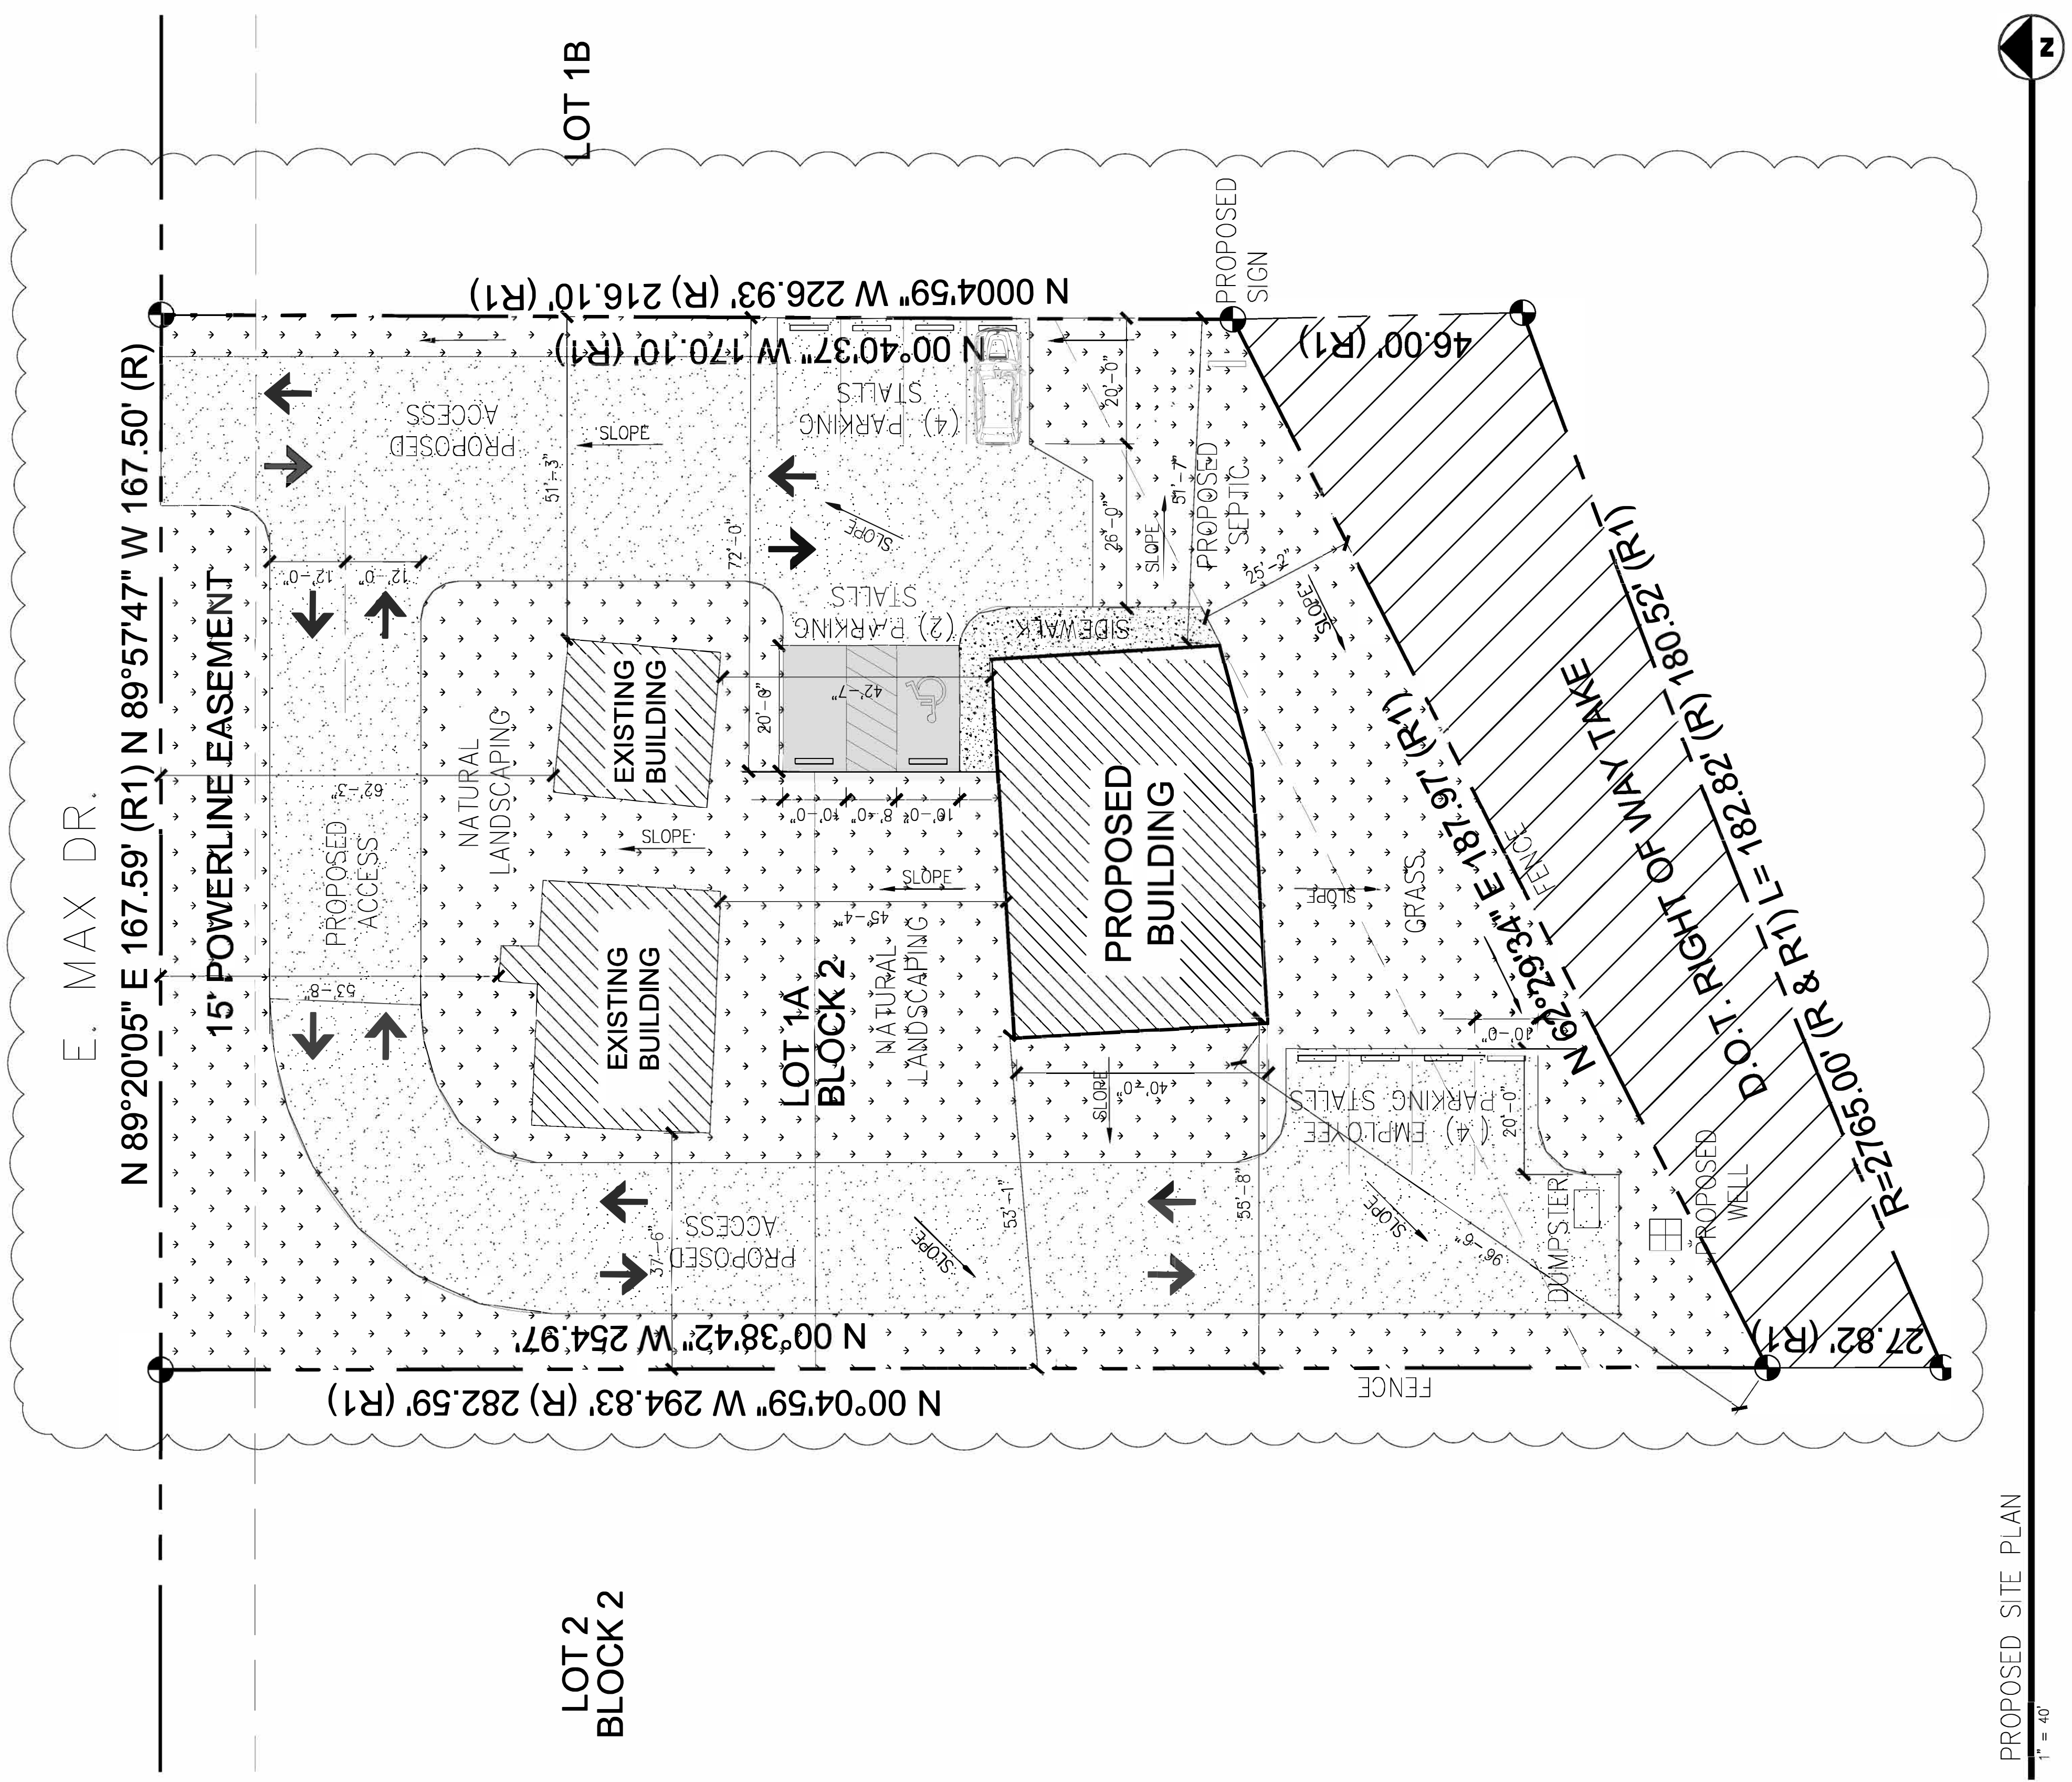 E. MAX DR.
N 89°20'05" E 167.59' (R1) N 89°57'47" W 167.50' (R)
15' POWERLINE EASEMENT
LOT 1B
N 0004'59" W 226.93' (R) 216.10' (R1)
N 00°40'37" W 170.10' (R1)
PROPOSED
SIGN
46.00' (R1)
PROPOSED
ACCESS
SLOPE
51'-3"
(4) PARKING
STALLS
20'-0"
26'-0"
72'-0"
SLOPE
SLOPE
51'-7"
PROPOSED
SEPTIC
25'-2"
SLOPE
12'-0"
12'-0"
(2) PARKING
STALLS
SIDEWALK
42'-7"
20'-0"
10'-0"
8'-0"
10'-0"
EXISTING
BUILDING
NATURAL
LANDSCAPING
62'-3"
PROPOSED
ACCESS
53'-8"
SLOPE
SLOPE
45'-4"
EXISTING
BUILDING
LOT 1A
BLOCK 2
NATURAL
LANDSCAPING
PROPOSED
BUILDING
SLOPE
GRASS
FENCE
N 62°29'34" E 187.97' (R1)
D.O.T. RIGHT OF WAY TAKE
R=2765.00' (R & R1) L= 182.82' (R) 180.52' (R1)
10'-0"
40'-0"
SLOPE
(4) EMPLOYEE
PARKING STALLS
20'-0"
37'-6"
PROPOSED
ACCESS
SLOPE
53'-1"
55'-8"
SLOPE
96'-6"
DUMPSTER
PROPOSED
WELL
27.82' (R1)
N 00°38'42" W 254.97'
N 00°04'59" W 294.83' (R) 282.59' (R1)
FENCE
LOT 2
BLOCK 2
PROPOSED SITE PLAN
1" = 40'
N